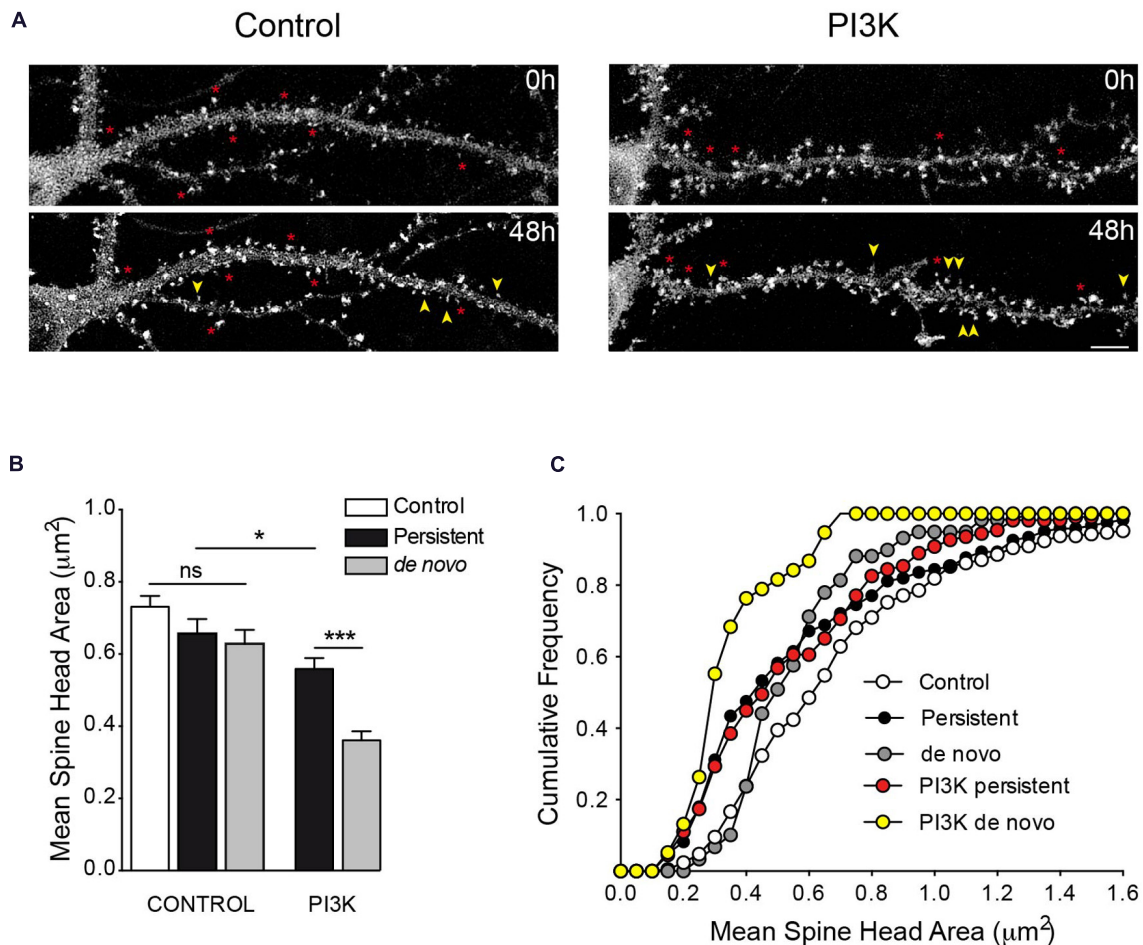 A
Control
PI3K
0h
0h
* * * * * * *
* * * * *
48h
48h
* * * * * * *
* * * * *
B
Mean Spine Head Area (μm²)
1.0
0.8
0.6
0.4
0.2
0.0
Control
Persistent
de novo
*
ns
***
CONTROL
PI3K
C
Cumulative Frequency
1.0
0.8
0.6
0.4
0.2
Control
Persistent
de novo
PI3K persistent
PI3K de novo
0.0 0.2 0.4 0.6 0.8 1.0 1.2 1.4 1.6
Mean Spine Head Area (μm²)